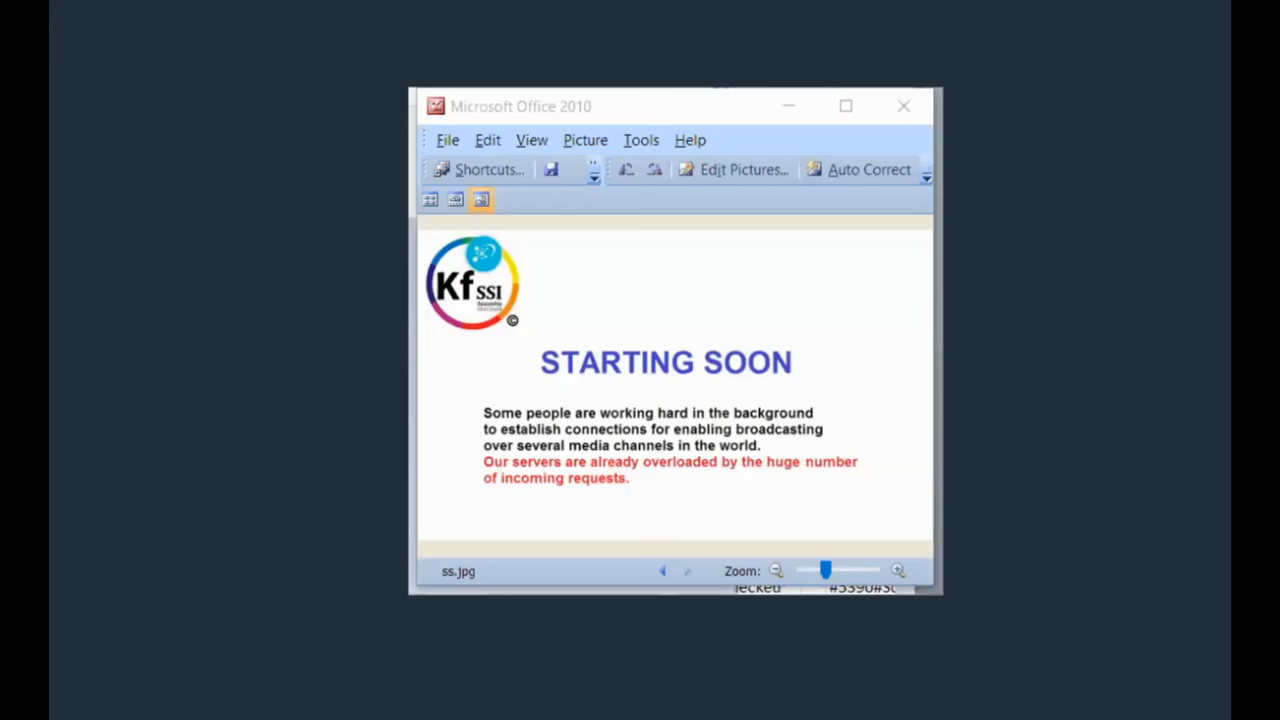 Microsoft Office 2010
File Edit View Picture Tools Help
Shortcuts... Edit Pictures... Auto Correct
Kf SSI
Spaceship
©
STARTING SOON
Some people are working hard in the background
to establish connections for enabling broadcasting
over several media channels in the world.
Our servers are already overloaded by the huge number
of incoming requests.
ss.jpg Zoom: